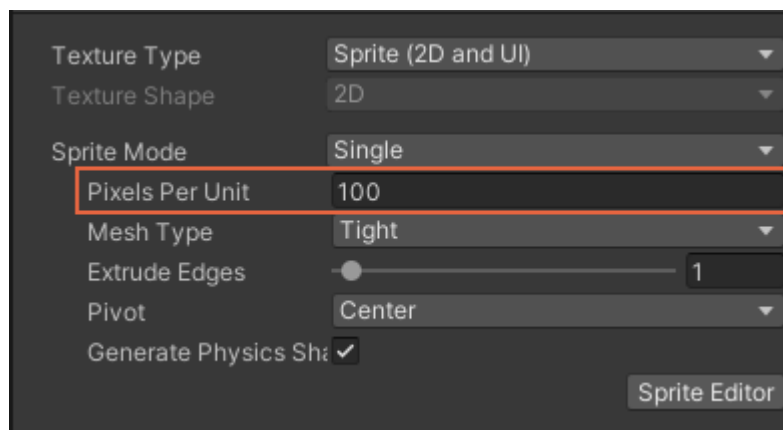 Texture Type Sprite (2D and UI)
Texture Shape 2D
Sprite Mode Single
Pixels Per Unit 100
Mesh Type Tight
Extrude Edges 1
Pivot Center
Generate Physics Sha
Sprite Editor